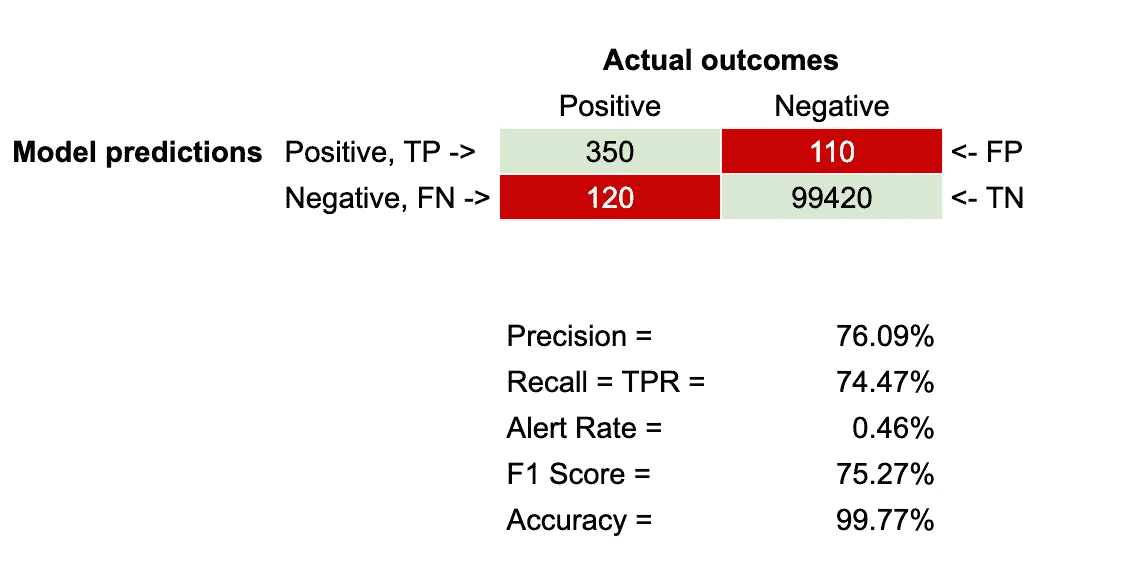 Actual outcomes
Positive Negative
Model predictions Positive, TP -> 350 110 <- FP
Negative, FN -> 120 99420 <- TN
Precision = 76.09%
Recall = TPR = 74.47%
Alert Rate = 0.46%
F1 Score = 75.27%
Accuracy = 99.77%